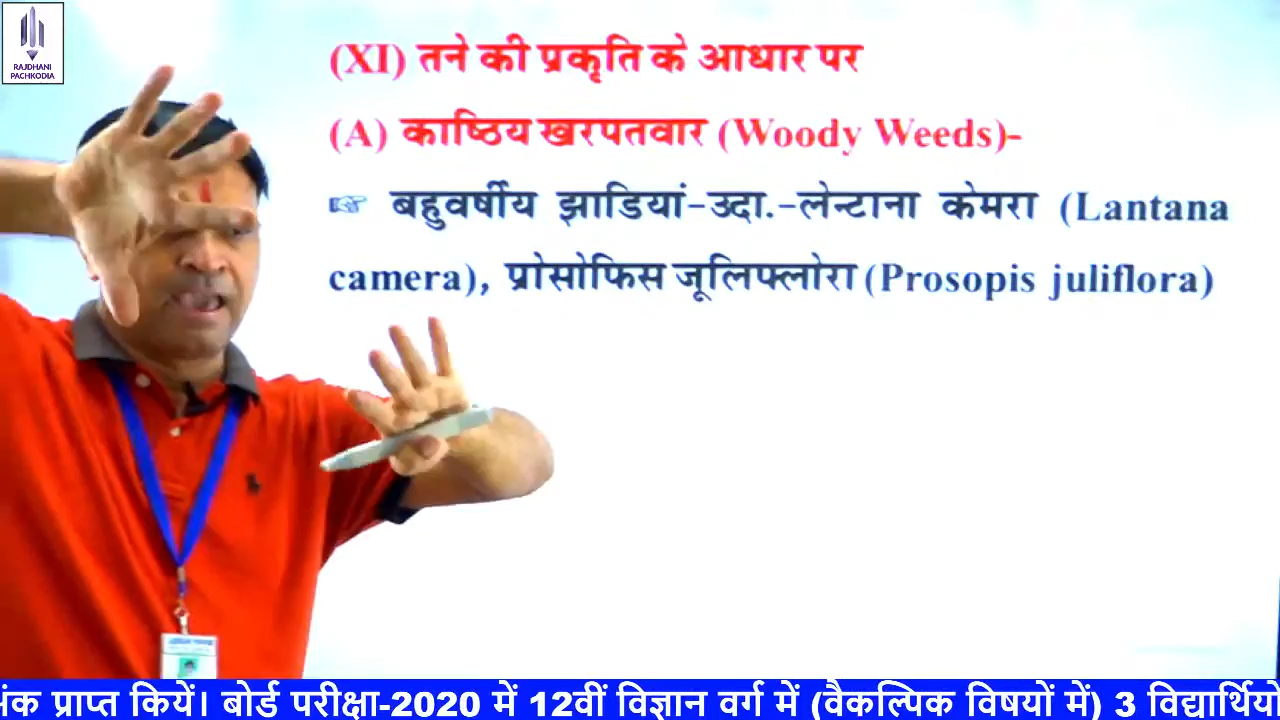 RAJDHANI
PACHKODIA
(XI) तने की प्रकृति के आधार पर
(A) काष्ठिय खरपतवार (Woody Weeds)-
☞ बहुवर्षीय झाडियां-उदा.-लेन्टाना केमरा (Lantana
camera), प्रोसोफिस जूलिफ्लोरा (Prosopis juliflora)
अंक प्राप्त कियें। बोर्ड परीक्षा-2020 में 12वीं विज्ञान वर्ग में (वैकल्पिक विषयों में) 3 विद्यार्थियो